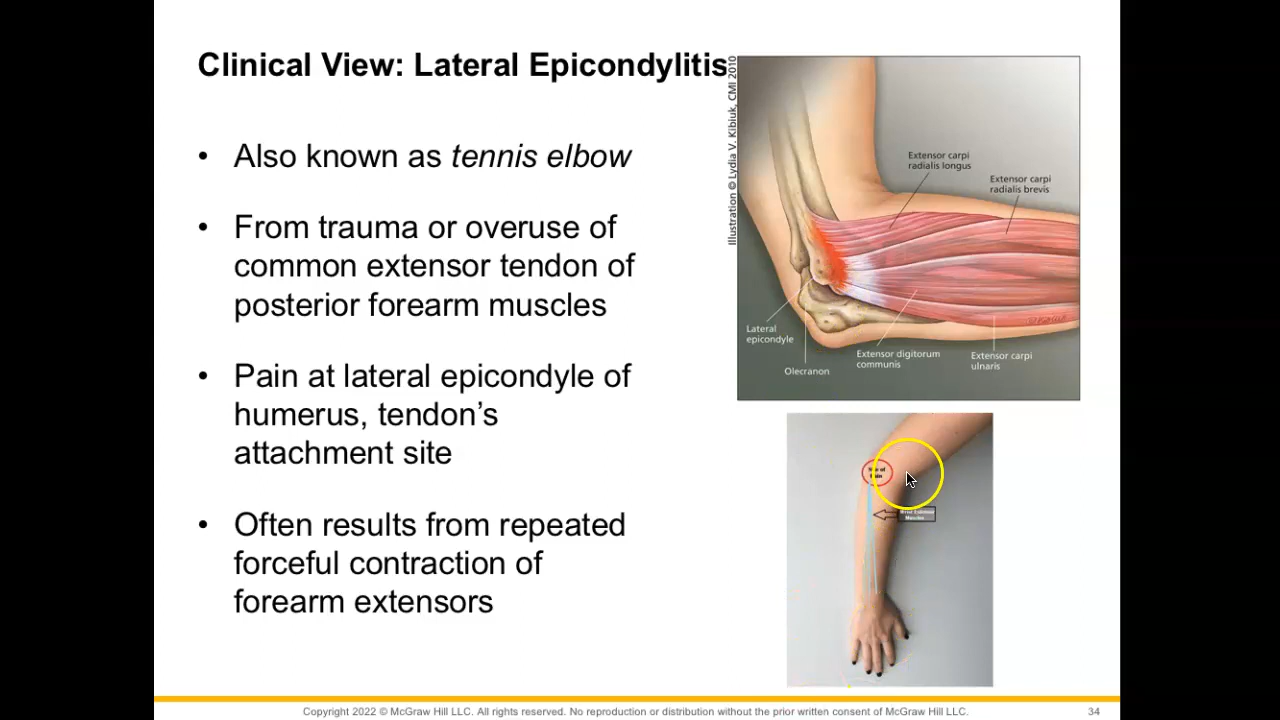 Clinical View: Lateral Epicondylitis
• Also known as tennis elbow
• From trauma or overuse of
common extensor tendon of
posterior forearm muscles
• Pain at lateral epicondyle of
humerus, tendon’s
attachment site
• Often results from repeated
forceful contraction of
forearm extensors
Illustration © Lydia V. Kibiuk, CMI 2010
Extensor carpi
radialis longus
Extensor carpi
radialis brevis
Lateral
epicondyle
Olecranon
Extensor digitorum
communis
Extensor carpi
ulnaris
Muscles
Copyright 2022 © McGraw Hill LLC. All rights reserved. No reproduction or distribution without the prior written consent of McGraw Hill LLC.
34